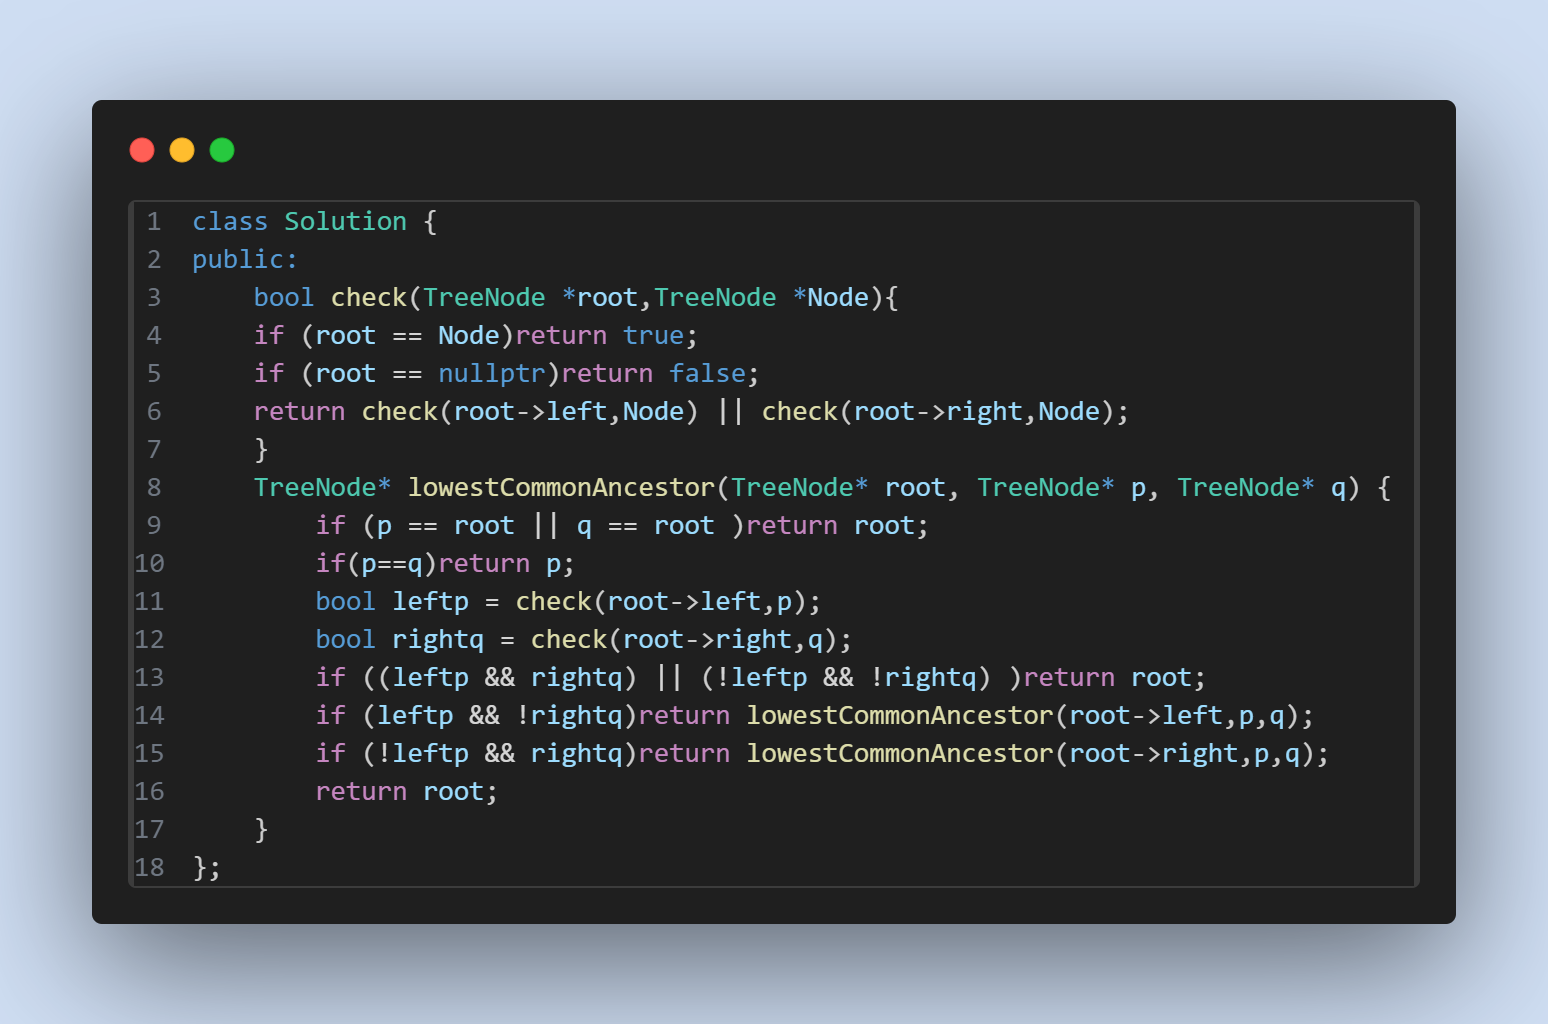 1 class Solution {
2 public:
3     bool check(TreeNode *root,TreeNode *Node){
4     if (root == Node)return true;
5     if (root == nullptr)return false;
6     return check(root->left,Node) || check(root->right,Node);
7     }
8     TreeNode* lowestCommonAncestor(TreeNode* root, TreeNode* p, TreeNode* q) {
9         if (p == root || q == root )return root;
10         if(p==q)return p;
11         bool leftp = check(root->left,p);
12         bool rightq = check(root->right,q);
13         if ((leftp && rightq) || (!leftp && !rightq) )return root;
14         if (leftp && !rightq)return lowestCommonAncestor(root->left,p,q);
15         if (!leftp && rightq)return lowestCommonAncestor(root->right,p,q);
16         return root;
17     }
18 };